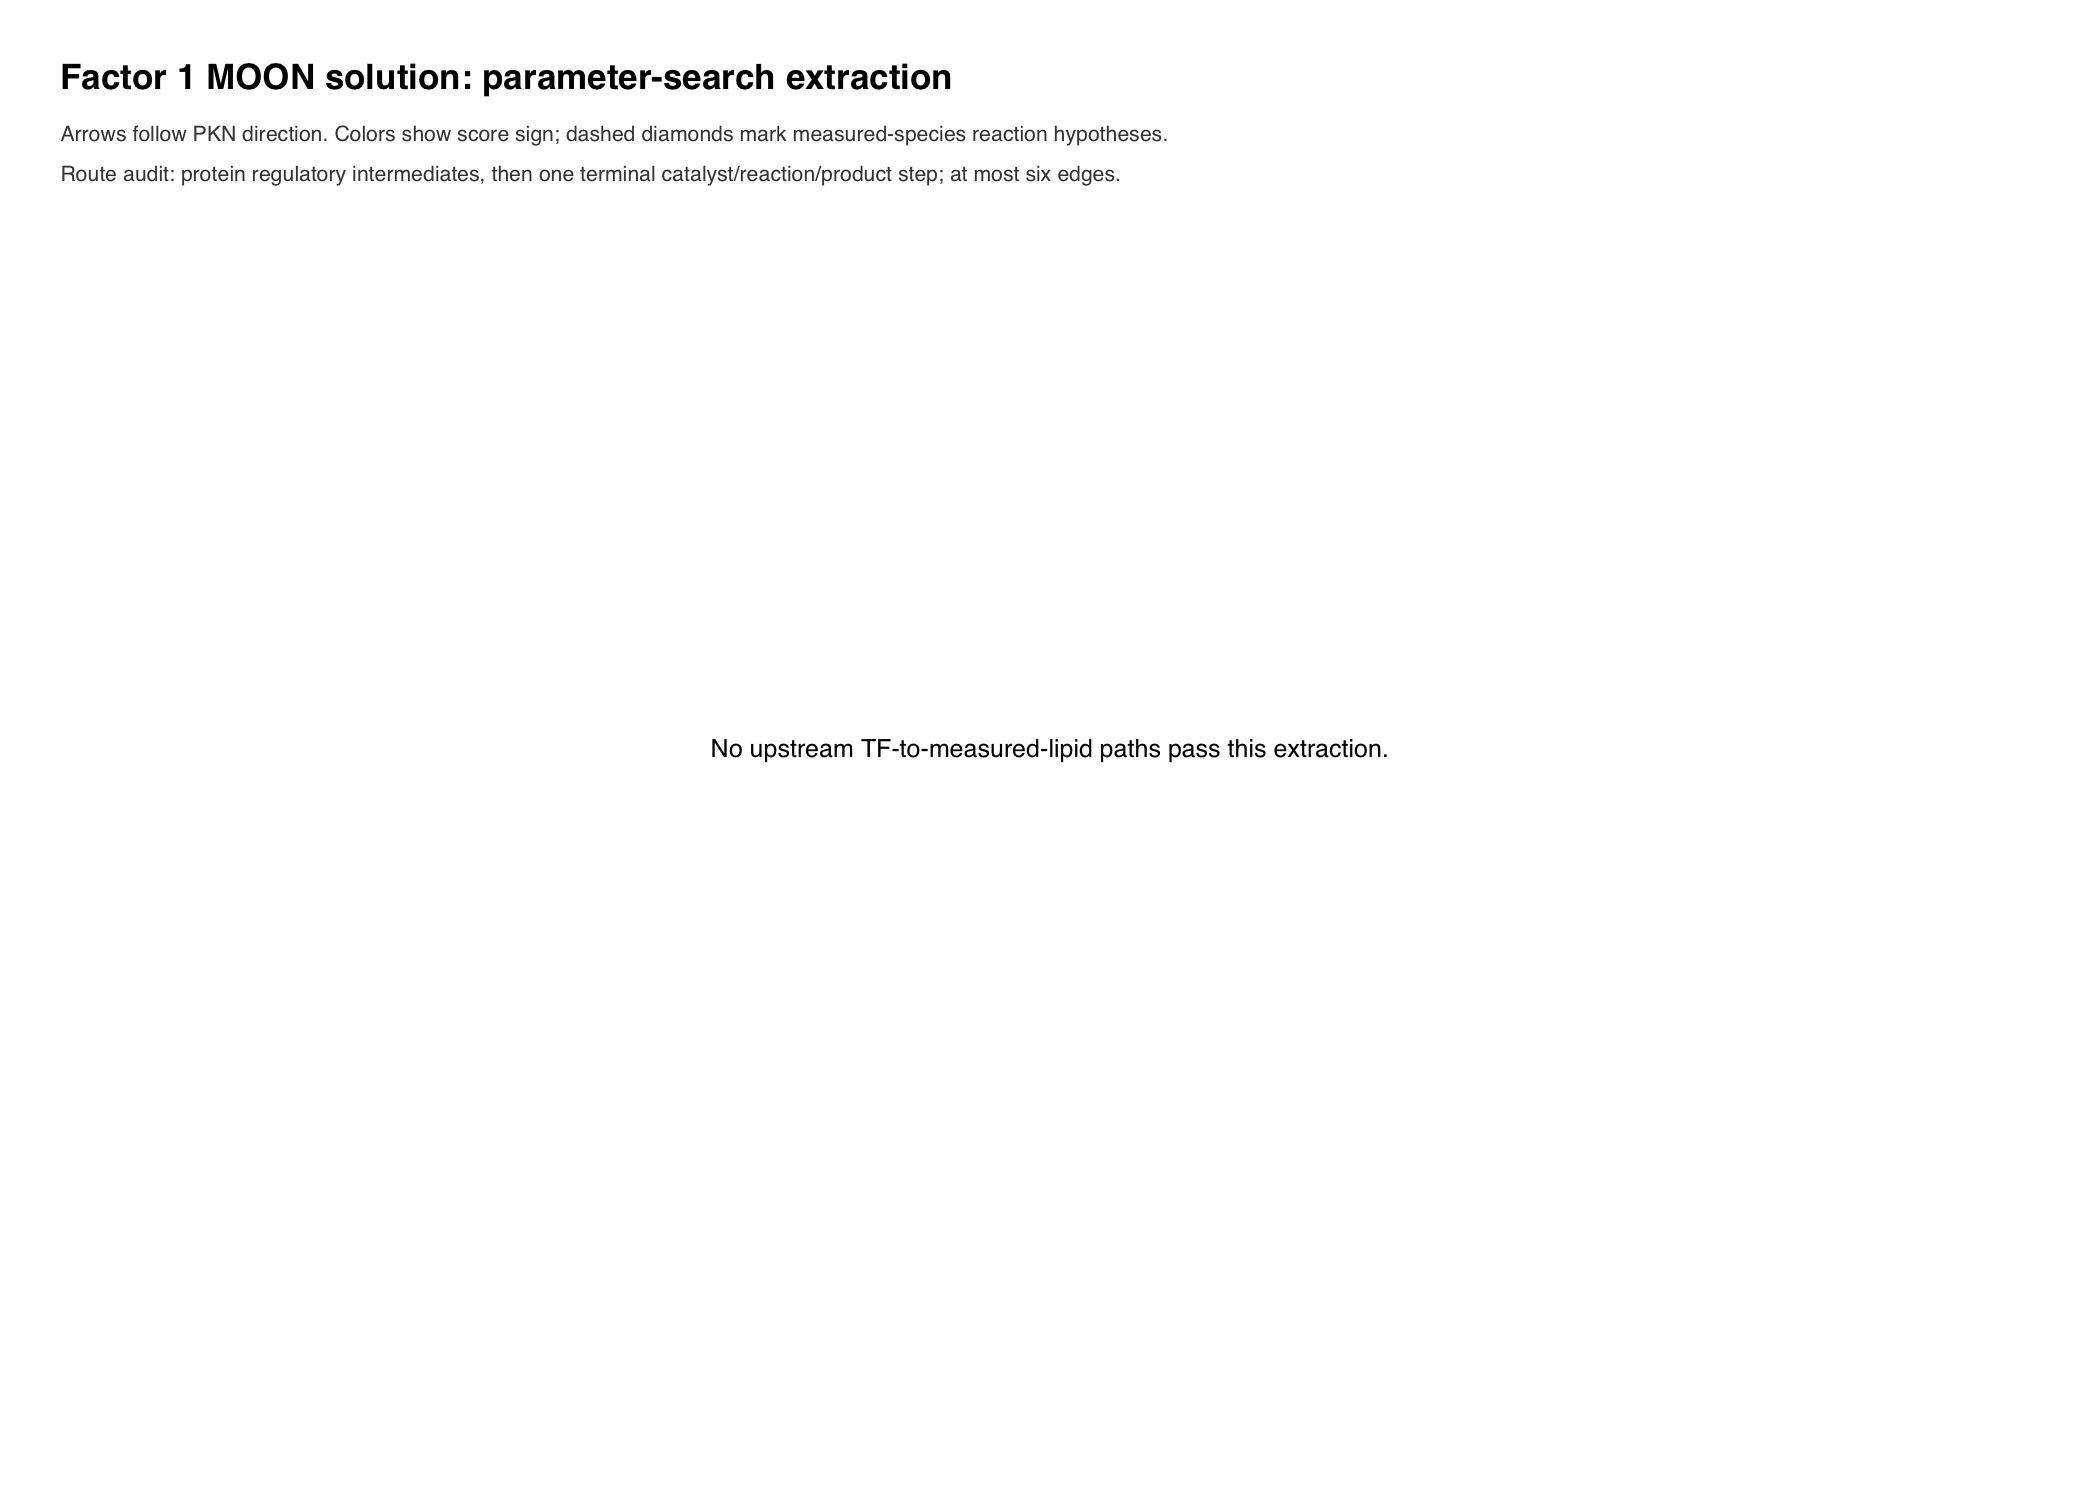 Factor 1 MOON solution: parameter-search extraction
Arrows follow PKN direction. Colors show score sign; dashed diamonds mark measured-species reaction hypotheses.
Route audit: protein regulatory intermediates, then one terminal catalyst/reaction/product step; at most six edges.
No upstream TF-to-measured-lipid paths pass this extraction.